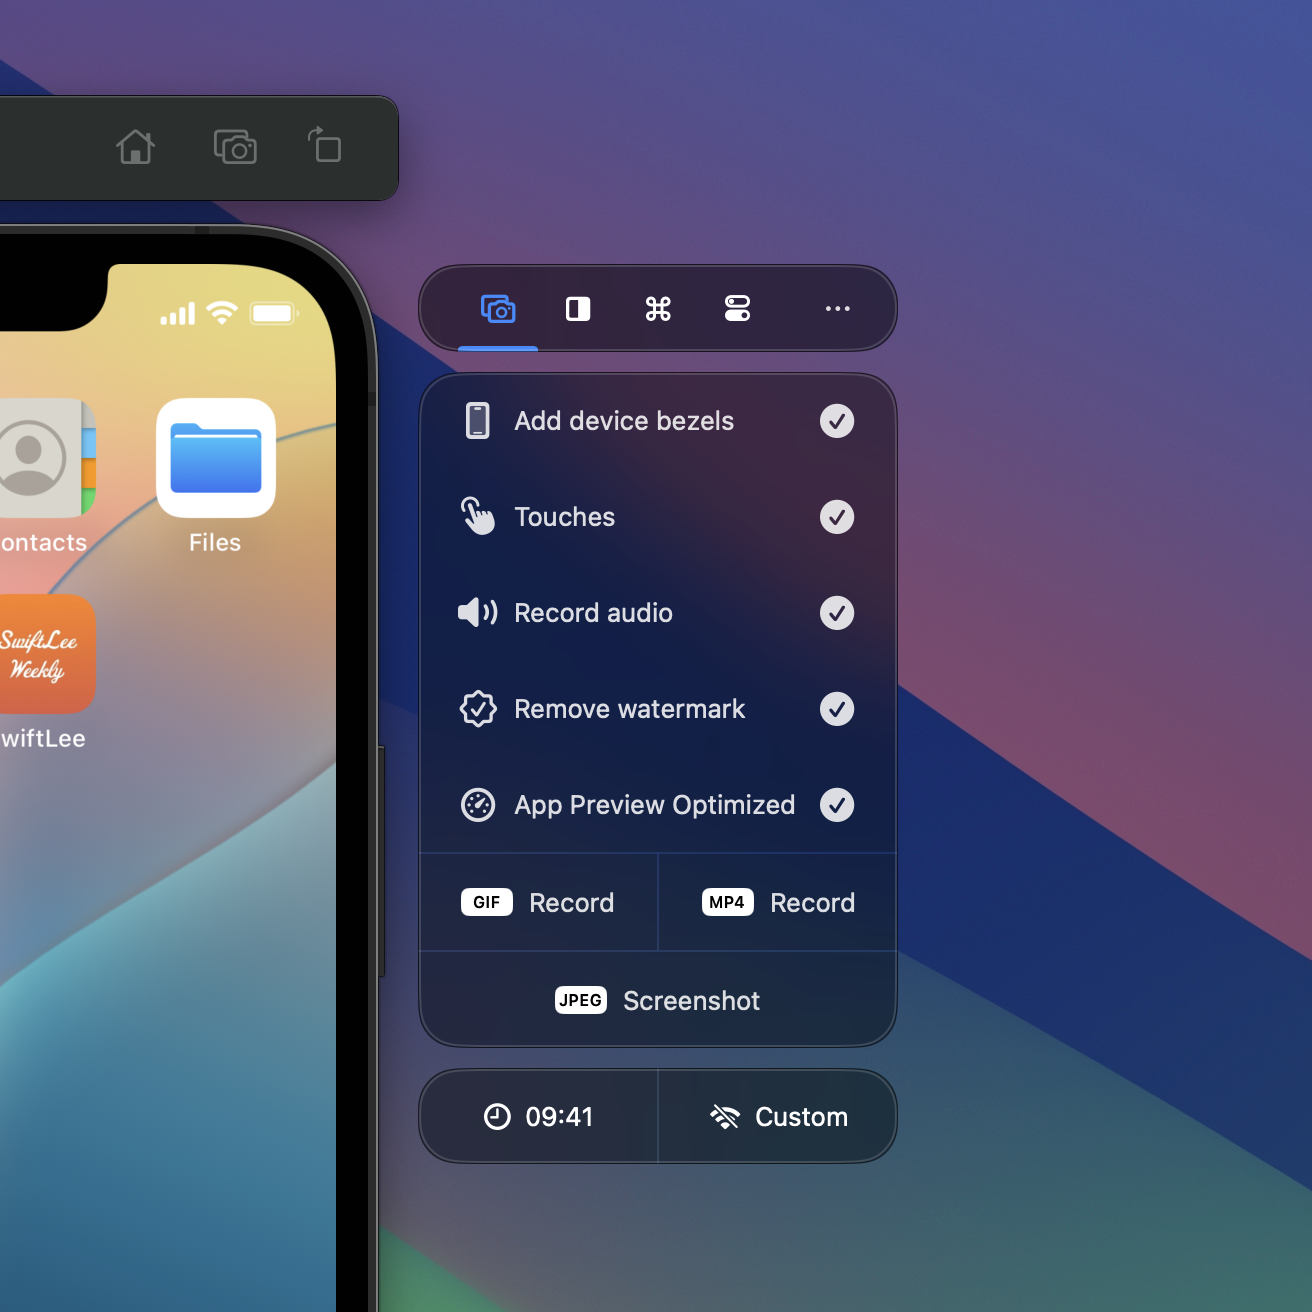 ontacts
Files
SwiftLee
Weekly
wiftLee
Add device bezels
Touches
Record audio
Remove watermark
App Preview Optimized
GIF Record
MP4 Record
JPEG Screenshot
09:41
Custom